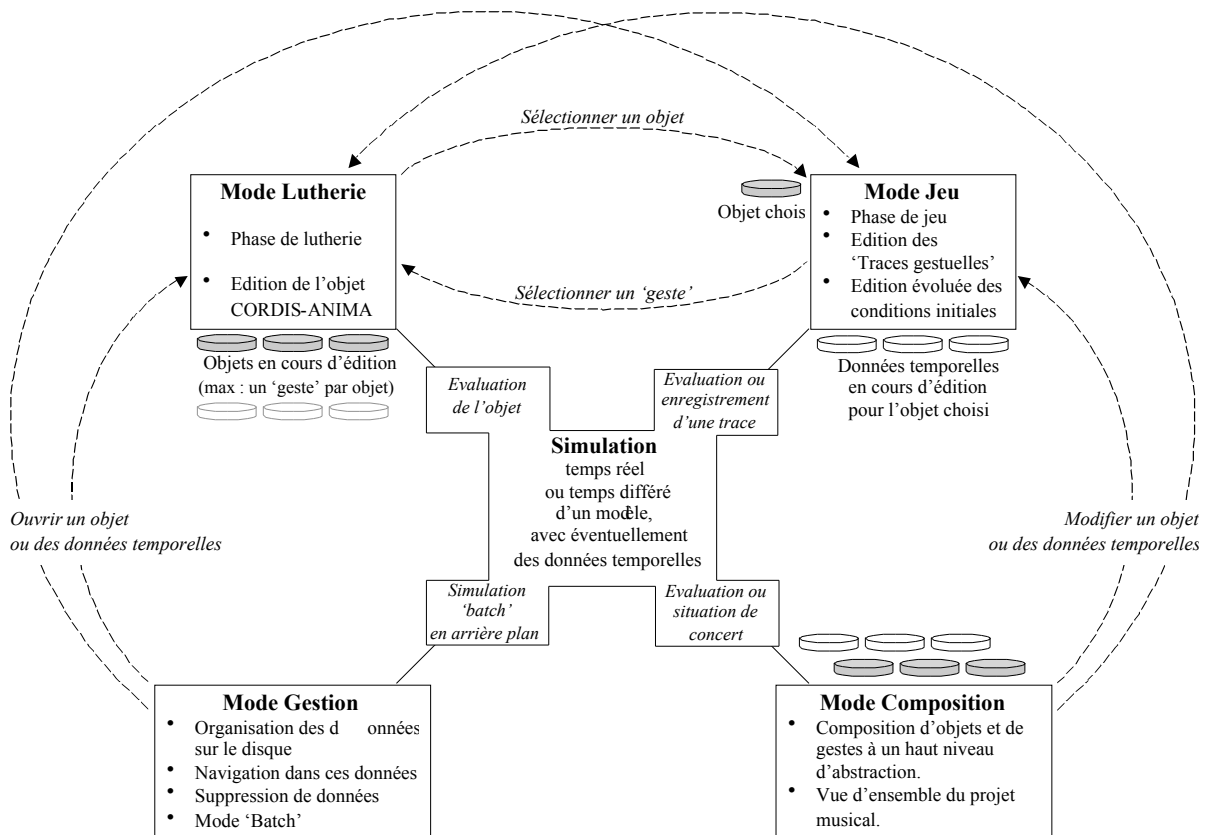 Sélectionner un objet
Mode Lutherie
• Phase de lutherie
• Edition de l’objet
CORDIS-ANIMA
Objet chois
Mode Jeu
• Phase de jeu
• Edition des
‘Traces gestuelles’
• Edition évoluée des
conditions initiales
Sélectionner un ‘geste’
Objets en cours d’édition
(max : un ‘geste’ par objet)
Données temporelles
en cours d’édition
pour l’objet choisi
Evaluation
de l’objet
Evaluation ou
enregistrement
d’une trace
Simulation
temps réel
ou temps différé
d’un modèle,
avec éventuellement
des données temporelles
Ouvrir un objet
ou des données temporelles
Modifier un objet
ou des données temporelles
Simulation
‘batch’
en arrière plan
Evaluation ou
situation de
concert
Mode Gestion
• Organisation des d onnées
sur le disque
• Navigation dans ces données
• Suppression de données
• Mode ‘Batch’
Mode Composition
• Composition d’objets et de
gestes à un haut niveau
d’abstraction.
• Vue d’ensemble du projet
musical.